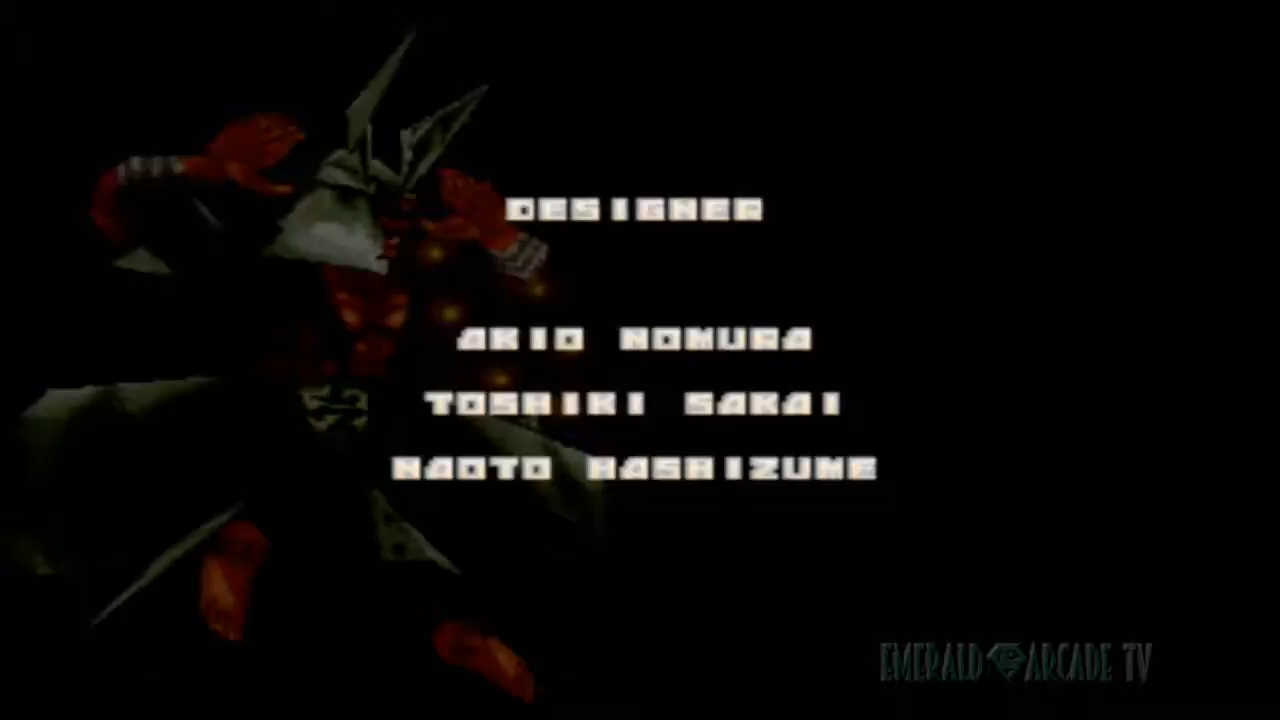 DESIGNER
AKIO NOMURA
TOSHIKI SAKAI
NAOTO HASHIZUME
EMERALD ARCADE TV